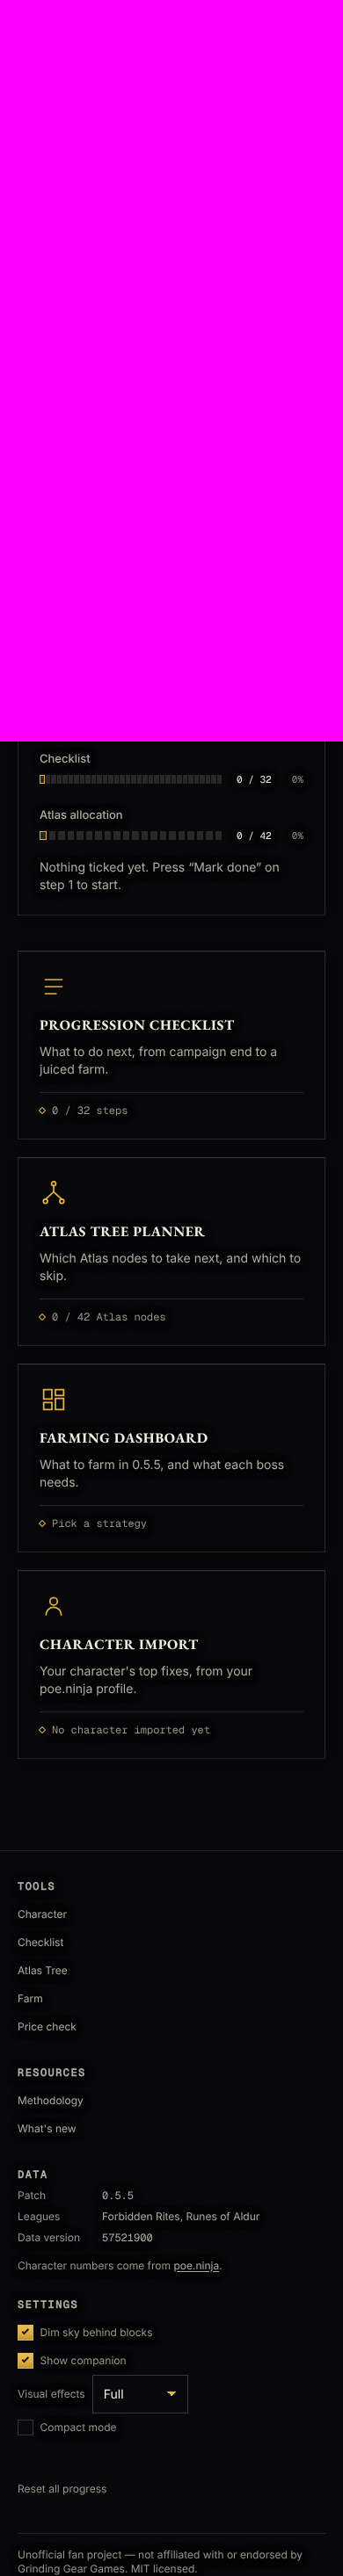 Checklist
0 / 32 0%
Atlas allocation
0 / 42 0%
Nothing ticked yet. Press “Mark done” on
step 1 to start.
PROGRESSION CHECKLIST
What to do next, from campaign end to a
juiced farm.
0 / 32 steps
ATLAS TREE PLANNER
Which Atlas nodes to take next, and which to
skip.
0 / 42 Atlas nodes
FARMING DASHBOARD
What to farm in 0.5.5, and what each boss
needs.
Pick a strategy
CHARACTER IMPORT
Your character's top fixes, from your
poe.ninja profile.
No character imported yet
TOOLS
Character
Checklist
Atlas Tree
Farm
Price check
RESOURCES
Methodology
What's new
DATA
Patch 0.5.5
Leagues Forbidden Rites, Runes of Aldur
Data version 57521900
Character numbers come from poe.ninja.
SETTINGS
Dim sky behind blocks
Show companion
Visual effects Full
Compact mode
Reset all progress
Unofficial fan project — not affiliated with or endorsed by
Grinding Gear Games. MIT licensed.